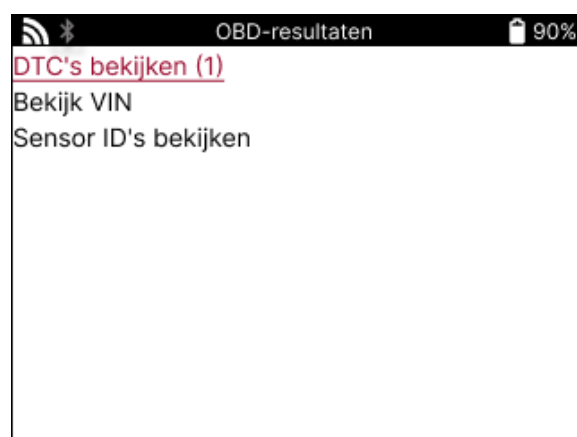 OBD-resultaten
90%
DTC's bekijken (1)
Bekijk VIN
Sensor ID's bekijken